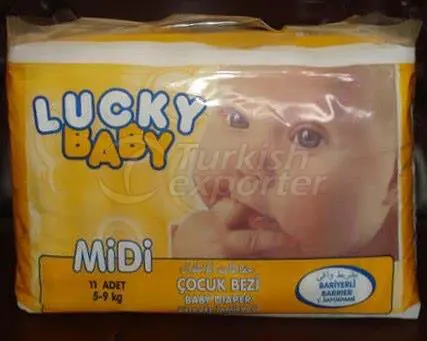 LUCKY
BABY
Turkish
exporter
MiDi
11 ADET
5-9 kg
ÇOCUK BEZI
BABY DIAPER
BARİYERLİ
BARRIER